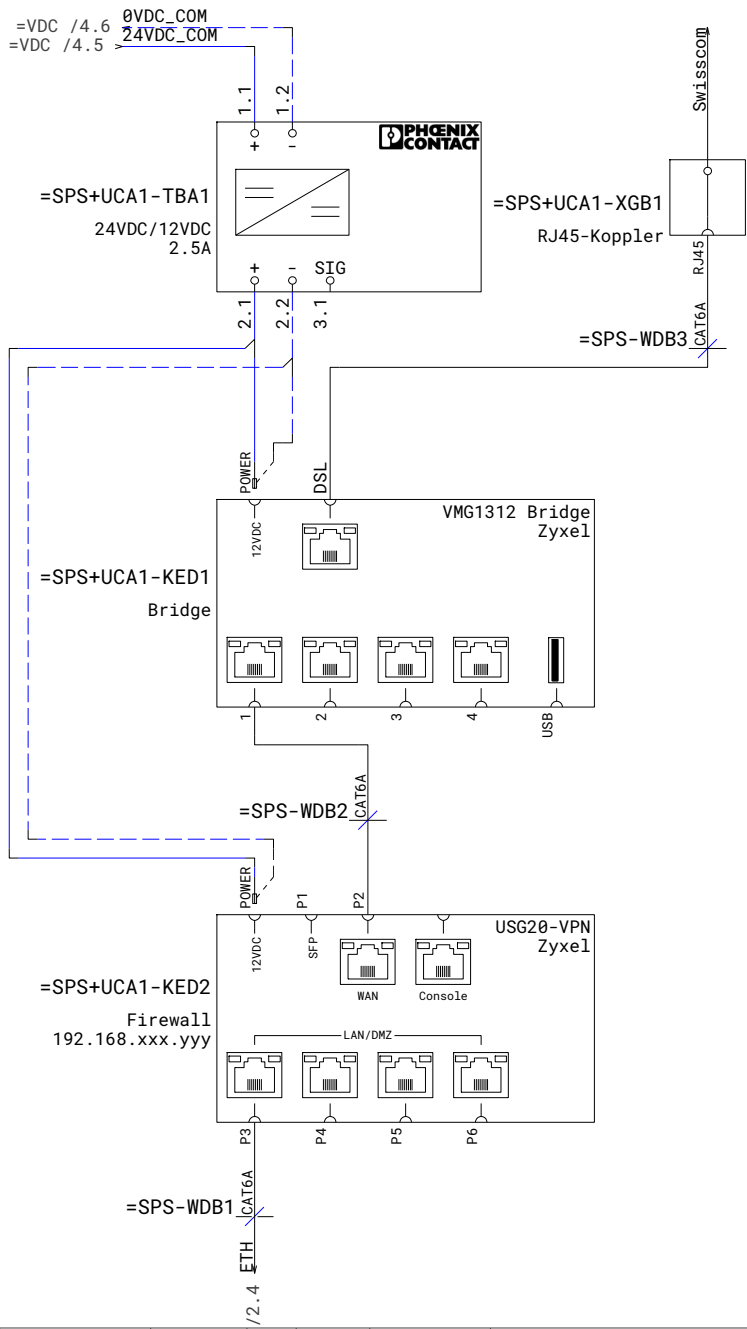 =VDC /4.6
0VDC_COM
=VDC /4.5
24VDC_COM
Swisscom
1.1
1.2
+
-
PHŒNIX
CONTACT
=SPS+UCA1-TBA1
24VDC/12VDC
2.5A
=SPS+UCA1-XGB1
RJ45-Koppler
RJ45
+
-
SIG
2.1
2.2
3.1
=SPS-WDB3
CAT6A
POWER
DSL
12VDC
VMG1312 Bridge
Zyxel
=SPS+UCA1-KED1
Bridge
1
2
3
4
USB
=SPS-WDB2
CAT6A
POWER
P1
P2
12VDC
SFP
USG20-VPN
Zyxel
WAN
Console
=SPS+UCA1-KED2
Firewall
192.168.xxx.yyy
LAN/DMZ
P3
P4
P5
P6
=SPS-WDB1
CAT6A
ETH
/2.4